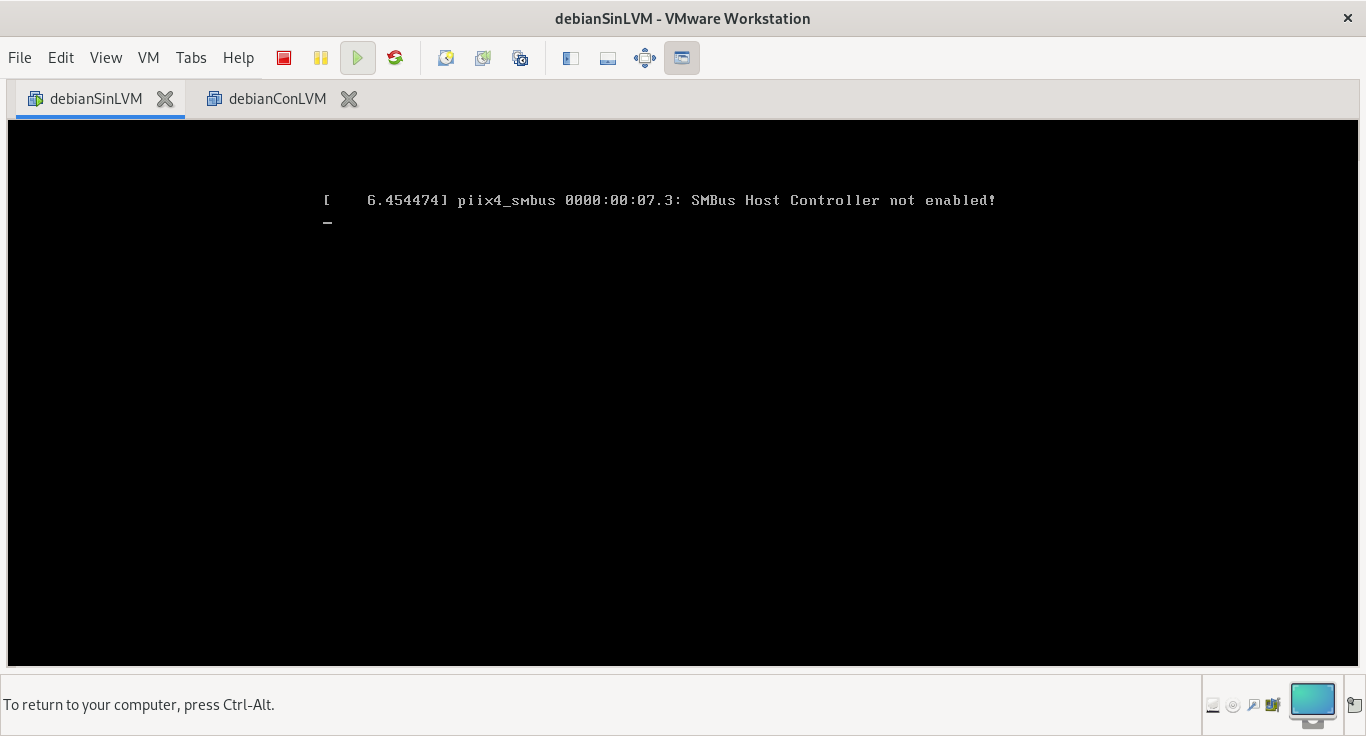 debianSinLVM - VMware Workstation
File Edit View VM Tabs Help
debianSinLVM debianConLVM
[    6.454474] piix4_smbus 0000:00:07.3: SMBus Host Controller not enabled!
To return to your computer, press Ctrl-Alt.